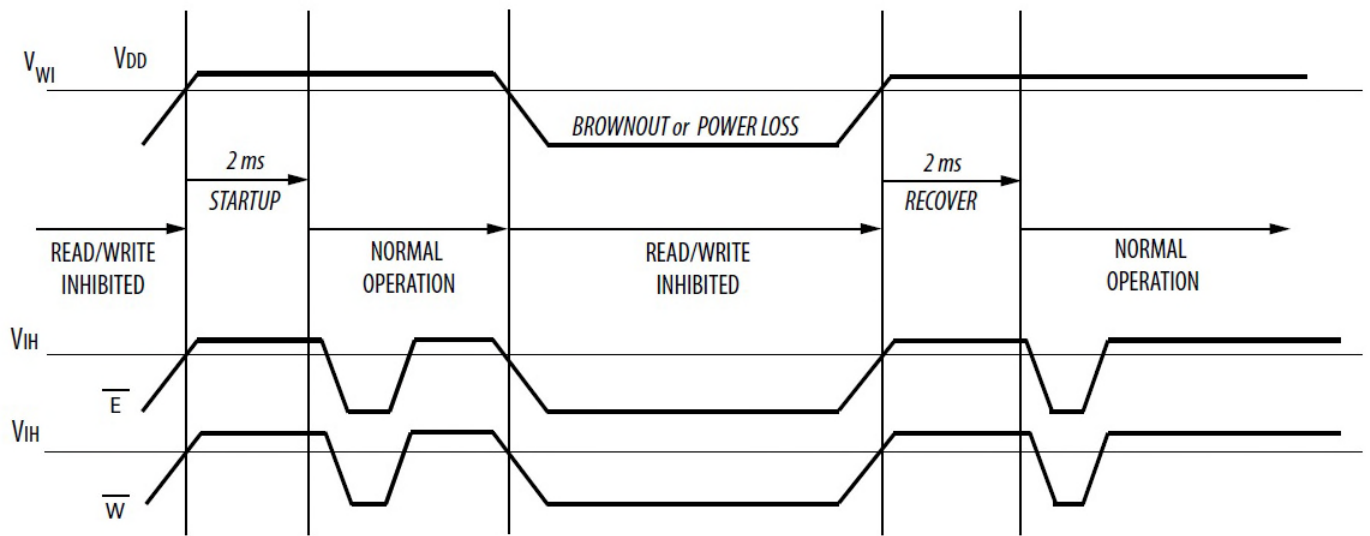 VWI VDD
BROWNOUT or POWER LOSS
2 ms
STARTUP
2 ms
RECOVER
READ/WRITE
INHIBITED
NORMAL
OPERATION
READ/WRITE
INHIBITED
NORMAL
OPERATION
VIH
E
VIH
W